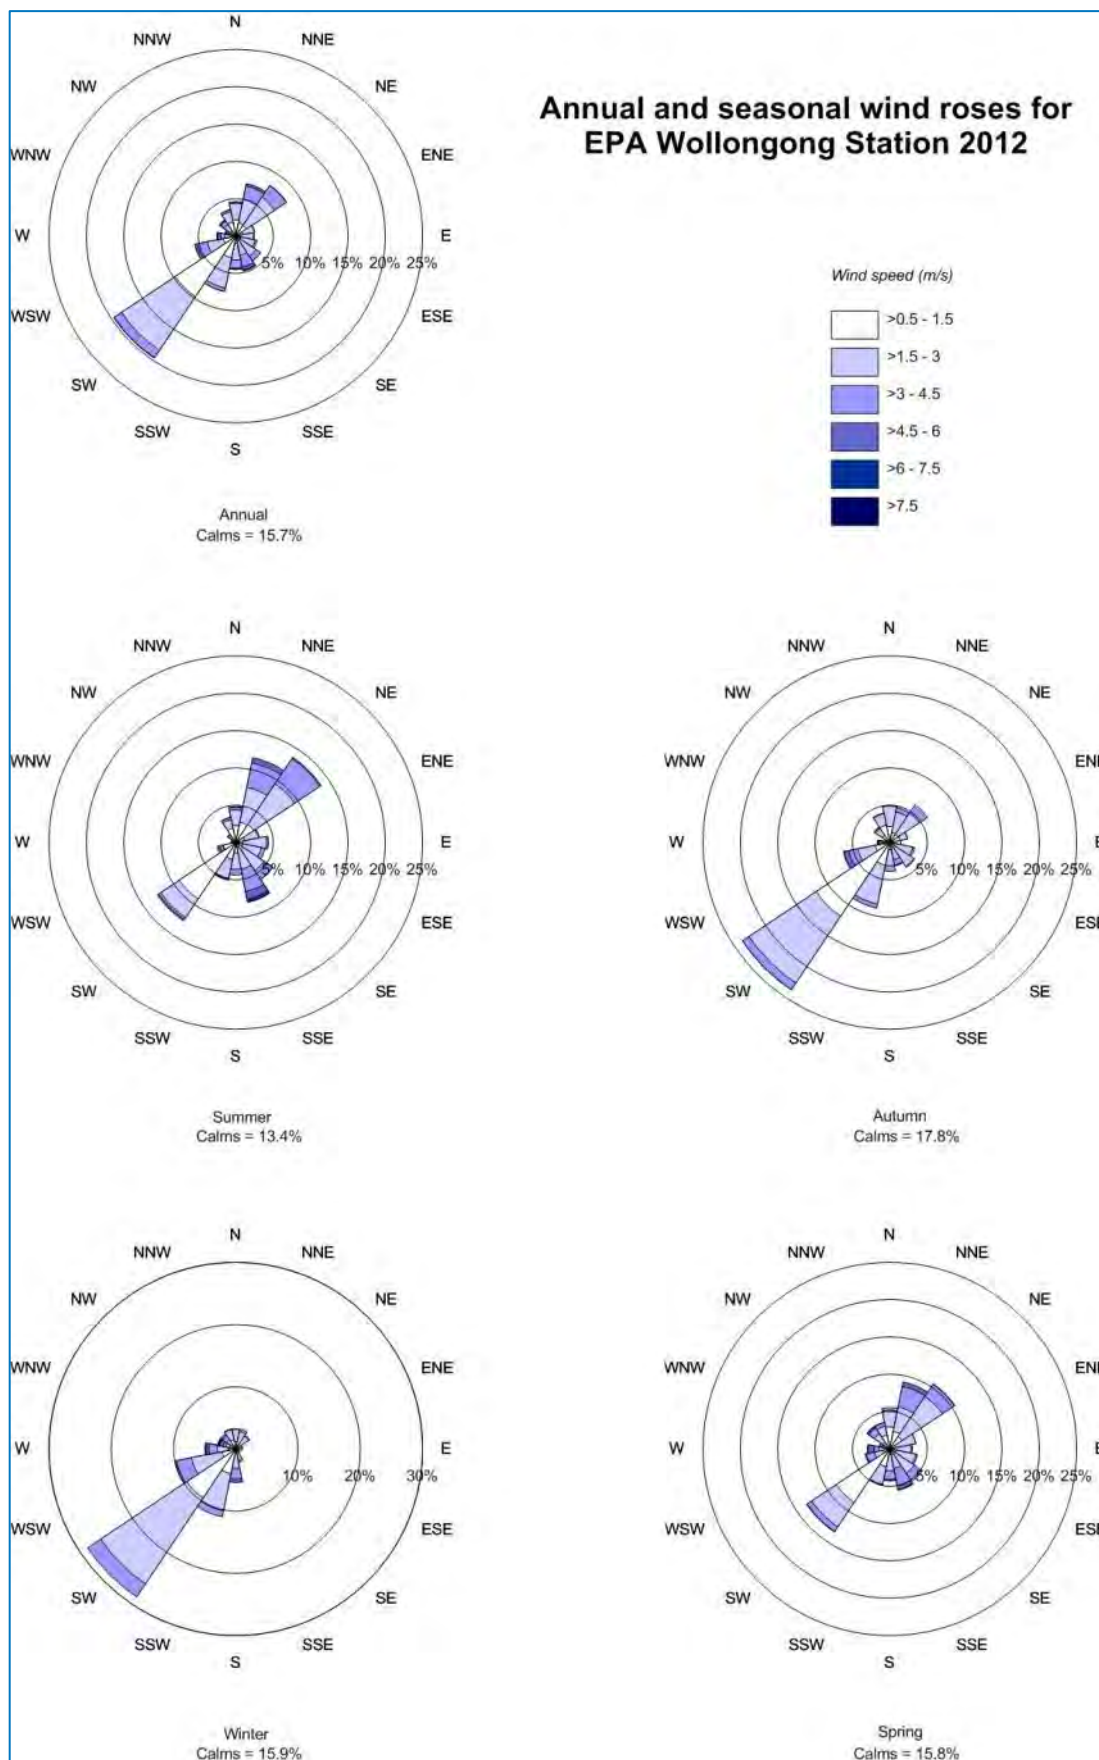 Annual and seasonal wind roses for
EPA Wollongong Station 2012
N
NNW
NNE
NW
NE
WNW
ENE
W
E
5%
10%
15%
20%
25%
WSW
ESE
SW
SE
SSW
SSE
S
Annual
Calms = 15.7%
Wind speed (m/s)
>0.5 - 1.5
>1.5 - 3
>3 - 4.5
>4.5 - 6
>6 - 7.5
>7.5
N
NNW
NNE
NW
NE
WNW
ENE
W
E
5%
10%
15%
20%
25%
WSW
ESE
SW
SE
SSW
SSE
S
Summer
Calms = 13.4%
N
NNW
NNE
NW
NE
WNW
ENE
W
E
5%
10%
15%
20%
25%
WSW
ESE
SW
SE
SSW
SSE
S
Autumn
Calms = 17.8%
N
NNW
NNE
NW
NE
WNW
ENE
W
E
10%
20%
30%
WSW
ESE
SW
SE
SSW
SSE
S
Winter
Calms = 15.9%
N
NNW
NNE
NW
NE
WNW
ENE
W
E
5%
10%
15%
20%
25%
WSW
ESE
SW
SE
SSW
SSE
S
Spring
Calms = 15.8%